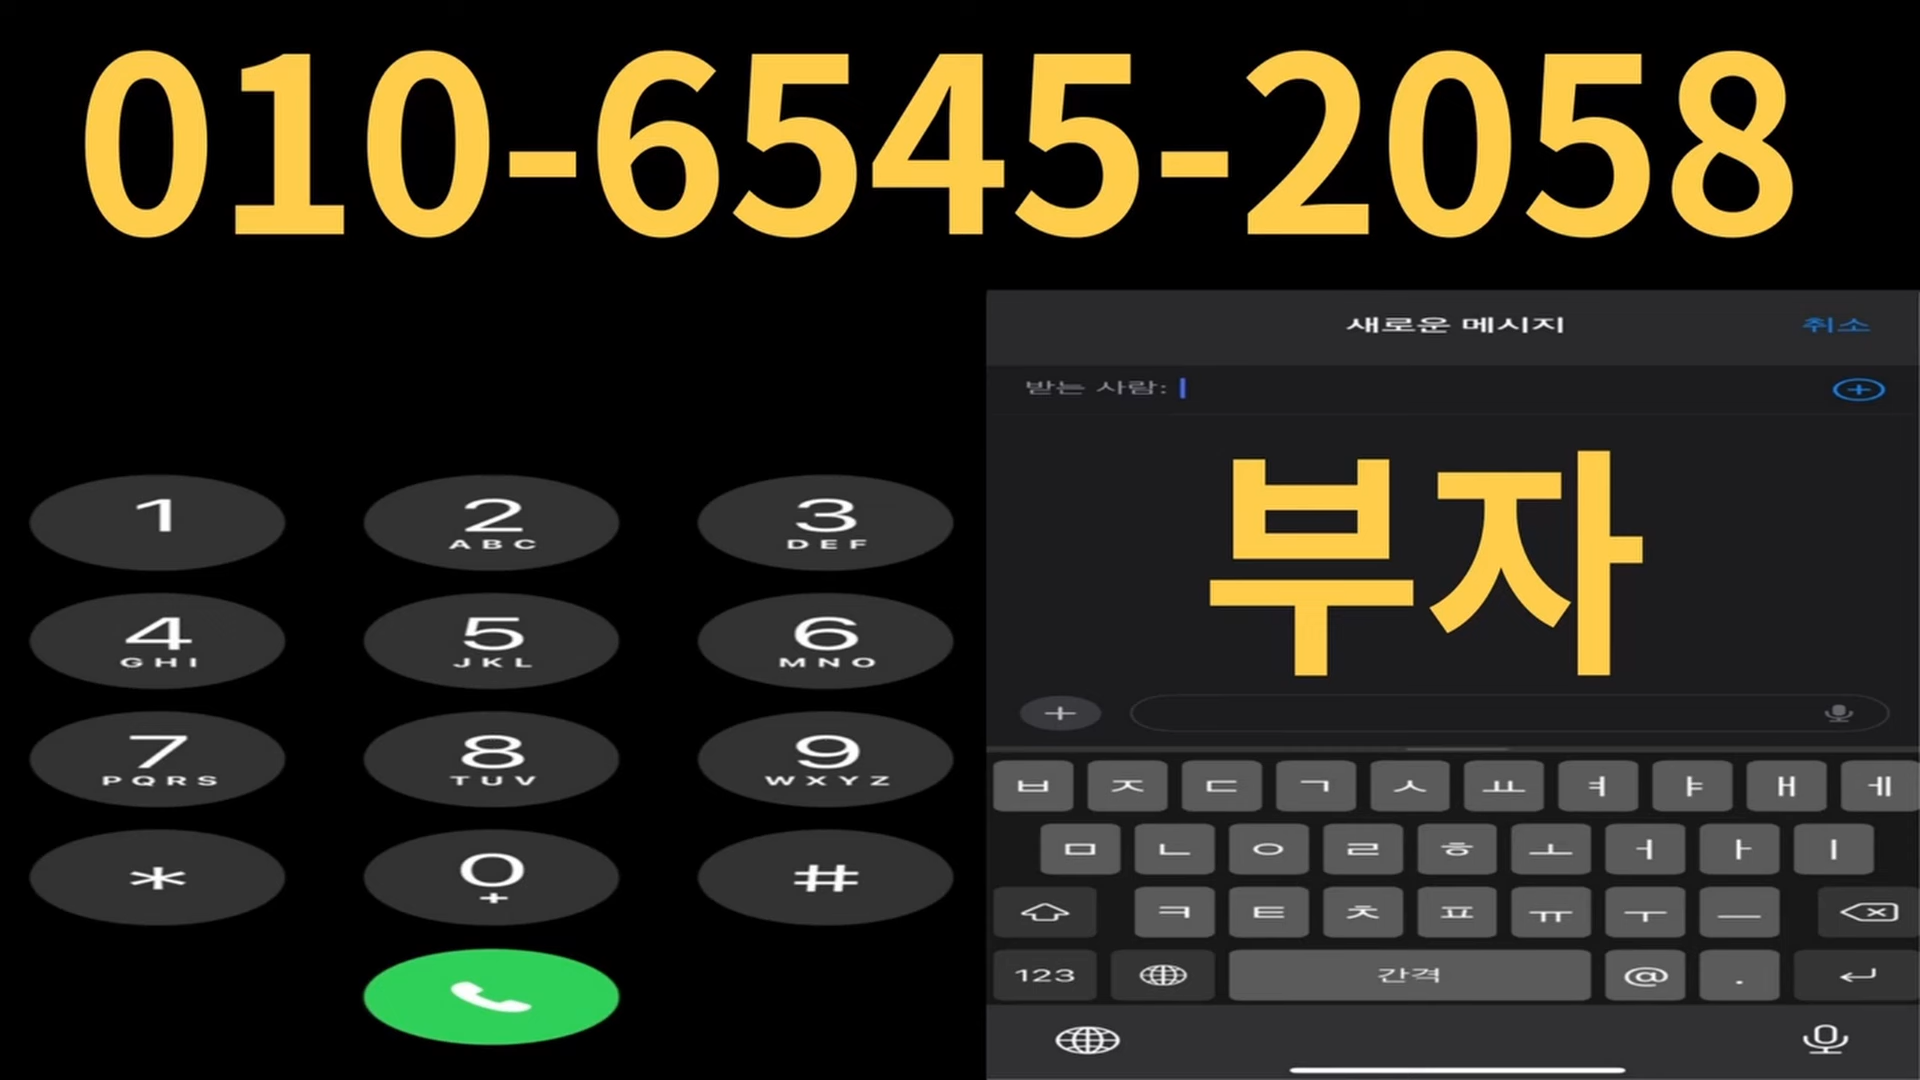 010-6545-2058
1
2
ABC
3
DEF
4
GHI
5
JKL
6
MNO
7
PQRS
8
TUV
9
WXYZ
*
0
+
#
새로운 메시지 취소
받는 사람:
부자
ㅂ ㅈ ㄷ ㄱ ㅅ ㅛ ㅕ ㅑ ㅐ ㅔ
ㅁ ㄴ ㅇ ㄹ ㅎ ㅗ ㅓ ㅏ ㅣ
ㅋ ㅌ ㅊ ㅍ ㅠ ㅜ ㅡ
123 간격 @ .